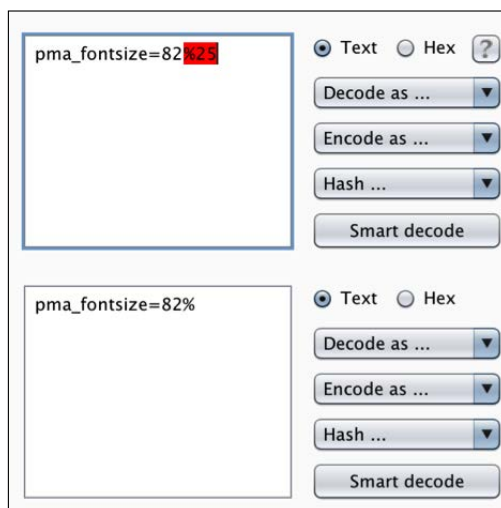 pma_fontsize=82%25
Text Hex ?
Decode as ...
Encode as ...
Hash ...
Smart decode
pma_fontsize=82%
Text Hex
Decode as ...
Encode as ...
Hash ...
Smart decode